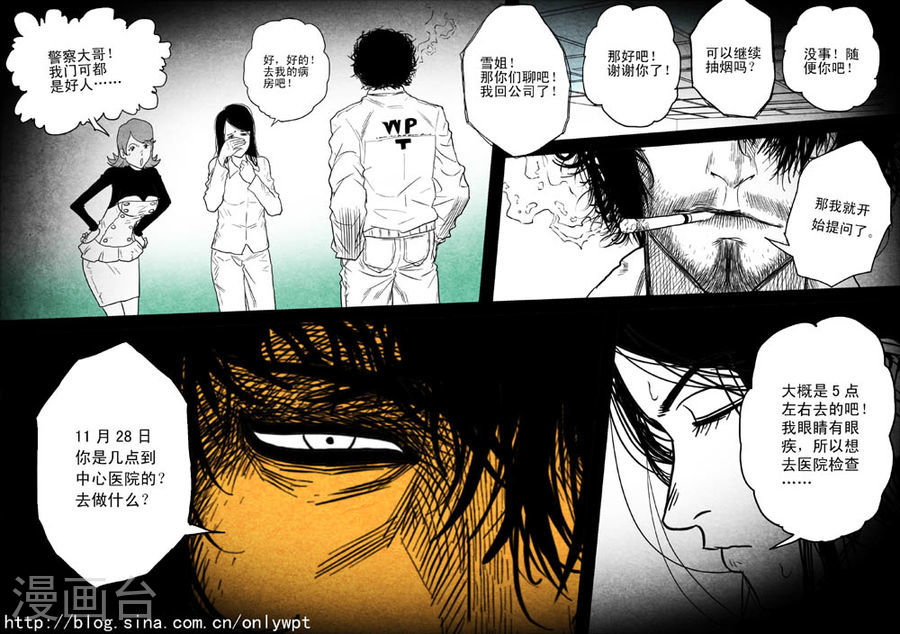 警察大哥！
我门可都
是好人……
好，好的！
去我的病
房吧！
WP
T
雪姐！
那你们聊吧！
我回公司了！
那好吧！
谢谢你了！
可以继续
抽烟吗？
没事！随
便你吧！
那我就开
始提问了。
11月28日
你是几点到
中心医院的？
去做什么？
大概是5点
左右去的吧！
我眼睛有眼
疾，所以想
去医院检查
……
漫画台
http://blog.sina.com.cn/onlywpt